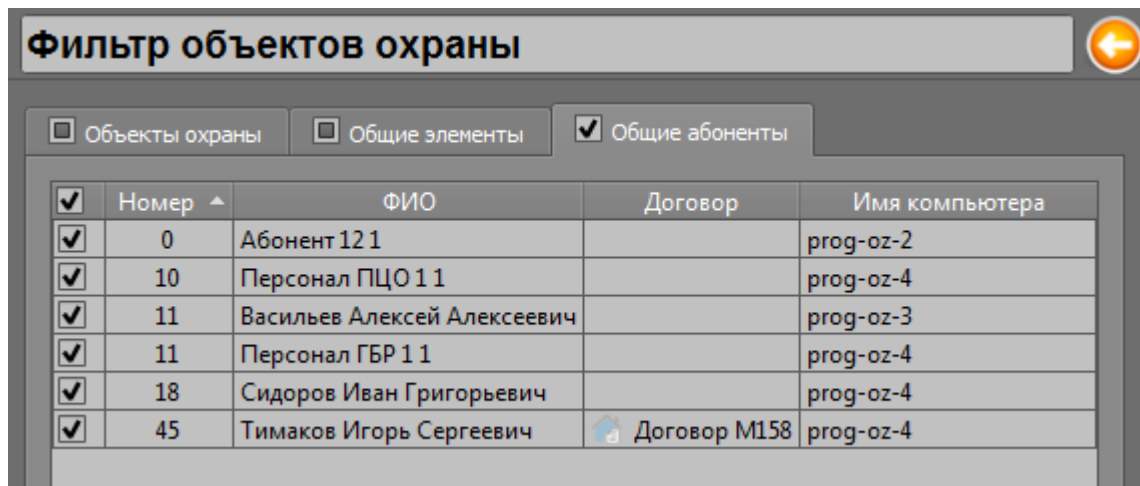 Фильтр объектов охраны
Объекты охраны Общие элементы Общие абоненты
Номер ФИО Договор Имя компьютера
0 Абонент 12 1 prog-oz-2
10 Персонал ПЦО 1 1 prog-oz-4
11 Васильев Алексей Алексеевич prog-oz-3
11 Персонал ГБР 1 1 prog-oz-4
18 Сидоров Иван Григорьевич prog-oz-4
45 Тимаков Игорь Сергеевич Договор М158 prog-oz-4